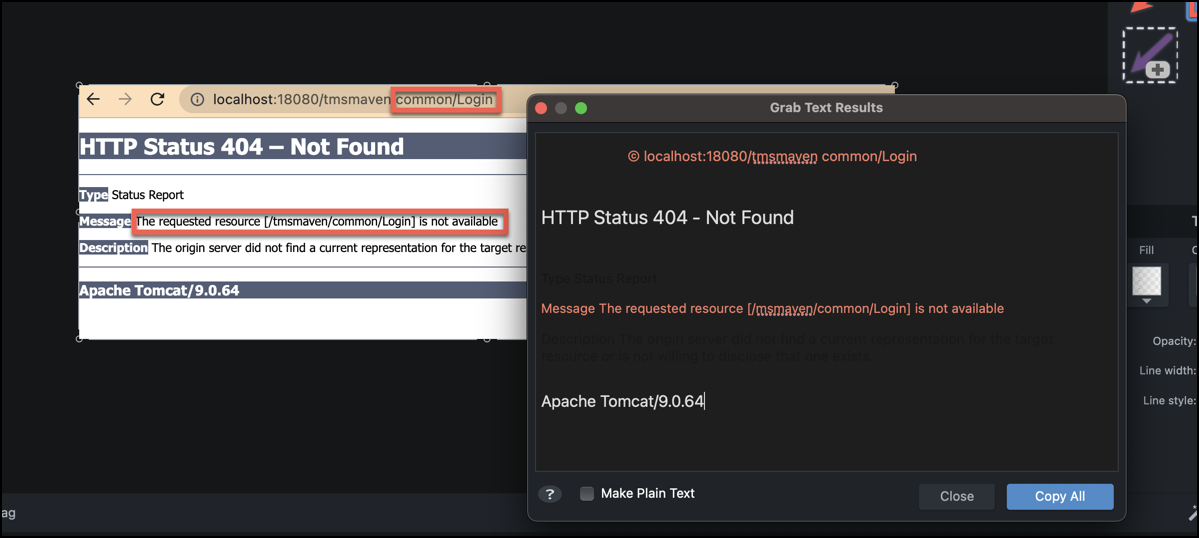 localhost:18080/tmsmaven common/Login
HTTP Status 404 – Not Found
Type Status Report
Message The requested resource [/tmsmaven/common/Login] is not available
Description The origin server did not find a current representation for the target re
Apache Tomcat/9.0.64
Grab Text Results
© localhost:18080/tmsmaven common/Login
HTTP Status 404 - Not Found
Type Status Report
Message The requested resource [/msmaven/common/Login] is not available
Description The origin server did not find a current representation for the target
resource or is not willing to disclose that one exists.
Apache Tomcat/9.0.64
?
Make Plain Text
Close
Copy All
Fill
Opacity:
Line width:
Line style:
ag